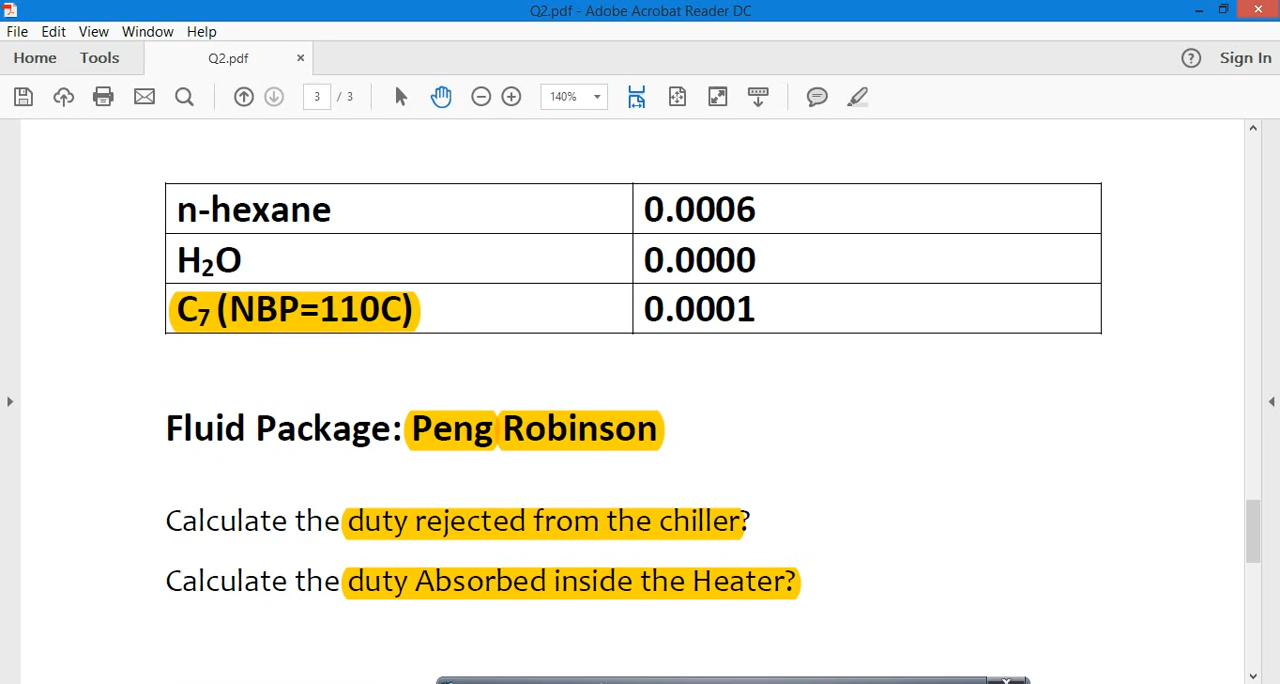 Q2.pdf - Adobe Acrobat Reader DC
File Edit View Window Help
Home Tools Q2.pdf × ? Sign In
3 / 3 140%
n-hexane 0.0006
H₂O 0.0000
C₇ (NBP=110C) 0.0001
Fluid Package: Peng Robinson
Calculate the duty rejected from the chiller?
Calculate the duty Absorbed inside the Heater?